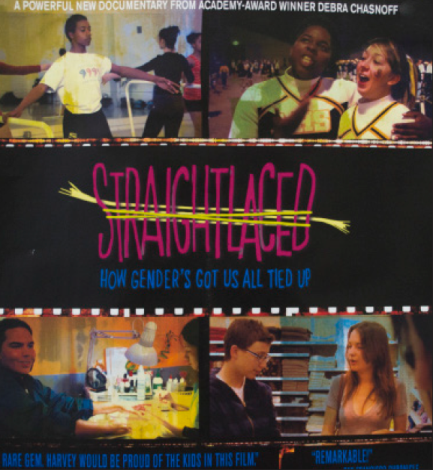 A POWERFUL NEW DOCUMENTARY FROM ACADEMY-AWARD WINNER DEBRA CHASNOFF
STRAIGHTLACED
HOW GENDER'S GOT US ALL TIED UP
RARE GEM. HARVEY WOULD BE PROUD OF THE KIDS IN THIS FILM."
"REMARKABLE!"